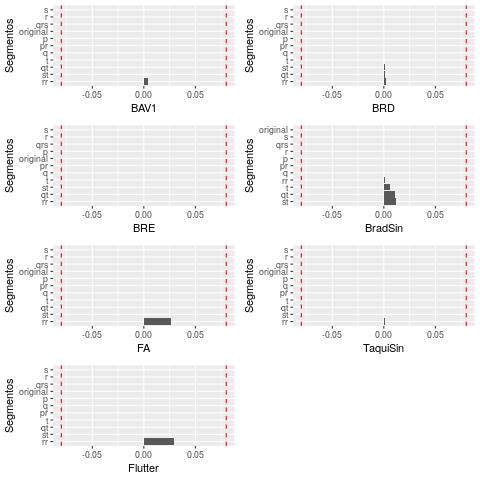 Segmentos
s
r
qrs
original
p
pr
q
t
qt
st
rr
-0.05 0.00 0.05
BAV1
Segmentos
s
r
qrs
original
p
pr
q
t
st
qt
rr
-0.05 0.00 0.05
BRD
Segmentos
s
r
qrs
p
original
pr
q
t
qt
st
rr
-0.05 0.00 0.05
BRE
Segmentos
original
s
r
qrs
p
pr
q
rr
t
st
qt
st
-0.05 0.00 0.05
BradSin
Segmentos
s
r
qrs
original
p
q
pr
t
qt
st
rr
-0.05 0.00 0.05
FA
Segmentos
s
r
qrs
original
p
pr
q
t
qt
st
rr
-0.05 0.00 0.05
TaquiSin
Segmentos
s
r
qrs
original
p
q
pr
t
qt
st
rr
-0.05 0.00 0.05
Flutter